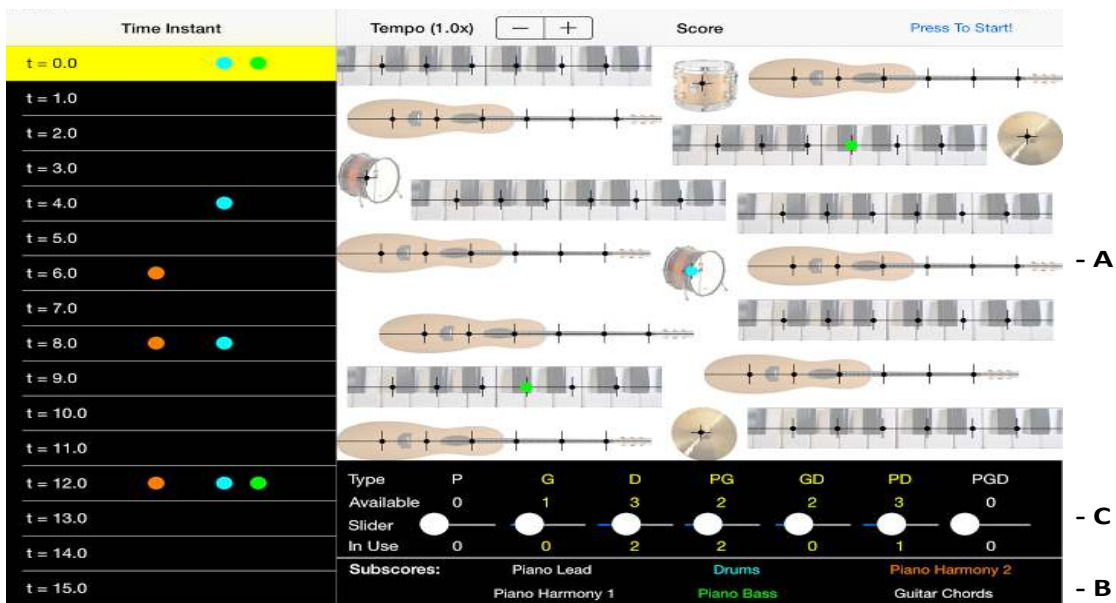 Time Instant
Tempo (1.0x) − + Score Press To Start!
t = 0.0
t = 1.0
t = 2.0
t = 3.0
t = 4.0
t = 5.0
t = 6.0
t = 7.0
t = 8.0
t = 9.0
t = 10.0
t = 11.0
t = 12.0
t = 13.0
t = 14.0
t = 15.0
- A
Type P G D PG GD PD PGD
Available 0 1 3 2 2 3 0
Slider
In Use 0 0 2 2 0 1 0
- C
Subscores: Piano Lead Drums Piano Harmony 2
Piano Harmony 1 Piano Bass Guitar Chords
- B